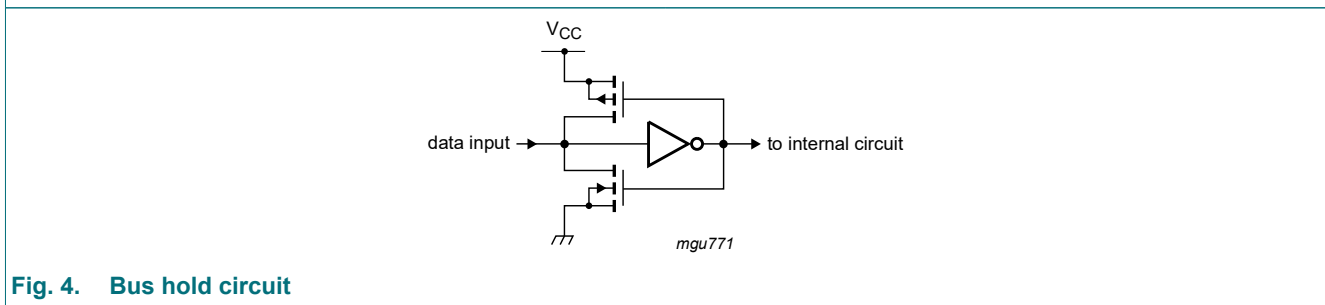 VCC
data input
to internal circuit
mgu771
Fig. 4. Bus hold circuit